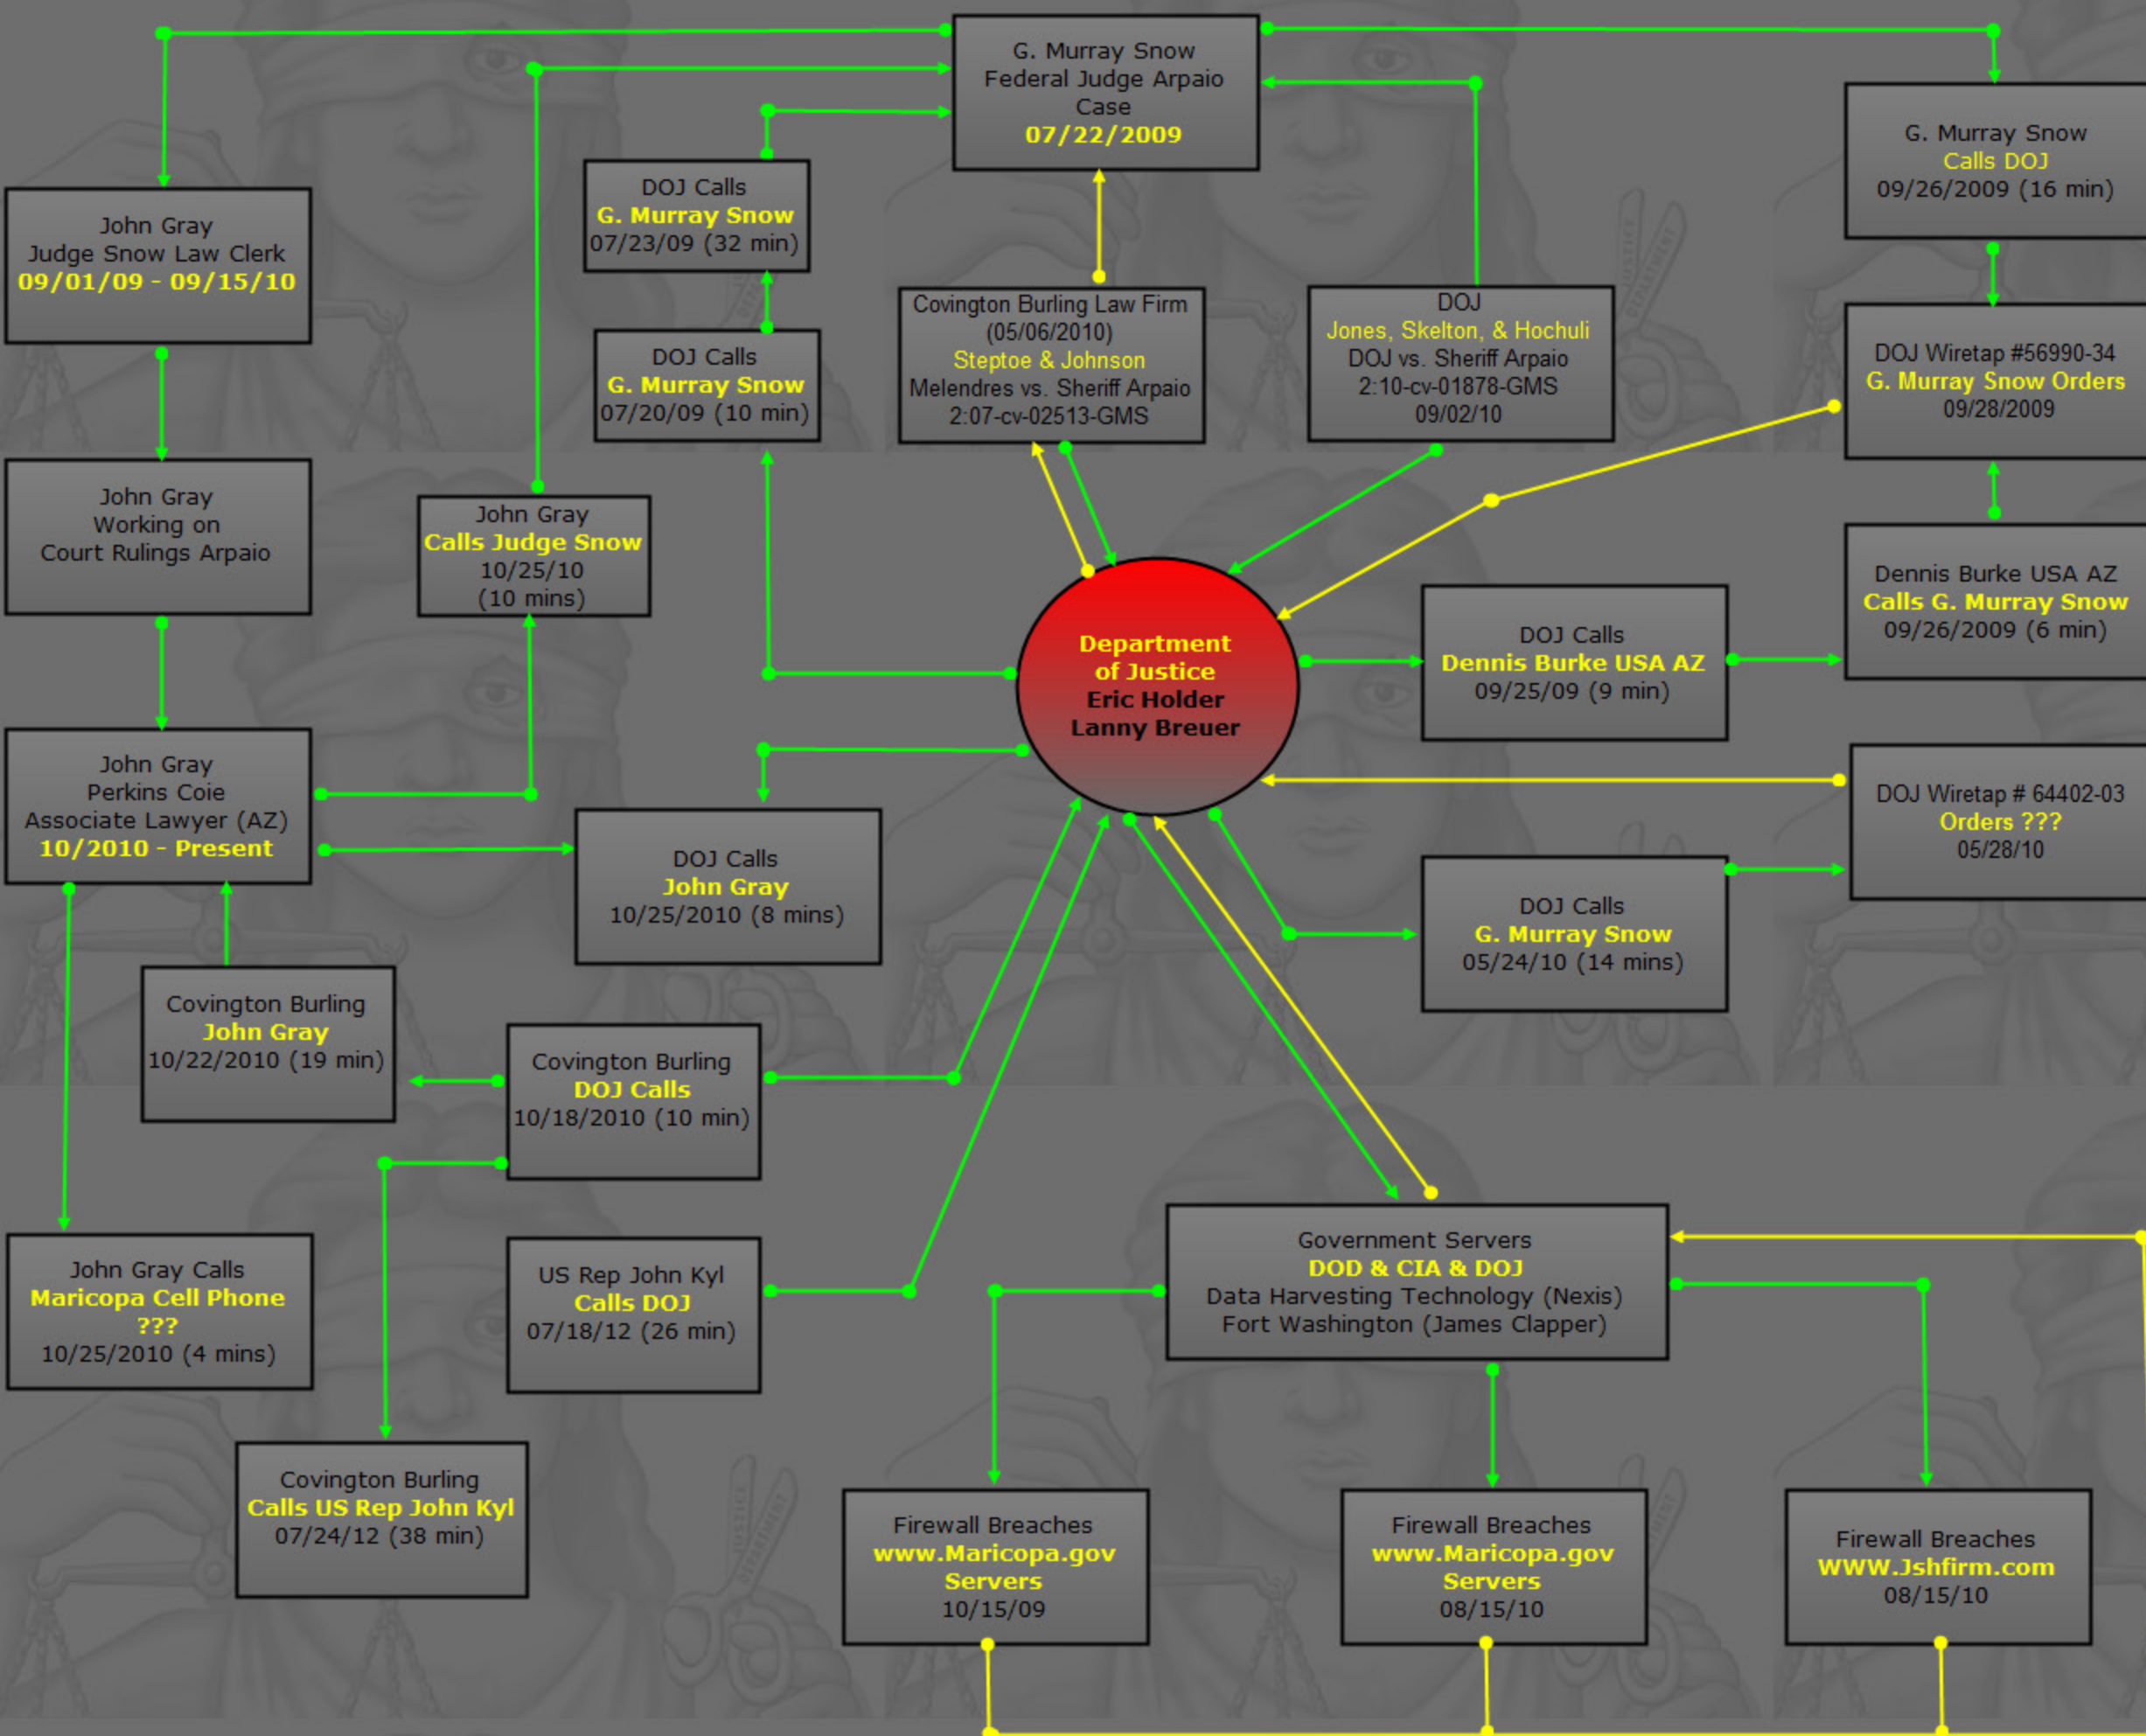 G. Murray Snow
Federal Judge Arpaio
Case
07/22/2009
G. Murray Snow
Calls DOJ
09/26/2009 (16 min)
John Gray
Judge Snow Law Clerk
09/01/09 - 09/15/10
DOJ Calls
G. Murray Snow
07/23/09 (32 min)
DOJ Calls
G. Murray Snow
07/20/09 (10 min)
Covington Burling Law Firm
(05/06/2010)
Steptoe & Johnson
Melendres vs. Sheriff Arpaio
2:07-cv-02513-GMS
DOJ
Jones, Skelton, & Hochuli
DOJ vs. Sheriff Arpaio
2:10-cv-01878-GMS
09/02/10
DOJ Wiretap #56990-34
G. Murray Snow Orders
09/28/2009
John Gray
Working on
Court Rulings Arpaio
John Gray
Calls Judge Snow
10/25/10
(10 mins)
Department
of Justice
Eric Holder
Lanny Breuer
DOJ Calls
Dennis Burke USA AZ
09/25/09 (9 min)
Dennis Burke USA AZ
Calls G. Murray Snow
09/26/2009 (6 min)
John Gray
Perkins Coie
Associate Lawyer (AZ)
10/2010 - Present
DOJ Calls
John Gray
10/25/2010 (8 mins)
DOJ Calls
G. Murray Snow
05/24/10 (14 mins)
DOJ Wiretap # 64402-03
Orders ???
05/28/10
Covington Burling
John Gray
10/22/2010 (19 min)
Covington Burling
DOJ Calls
10/18/2010 (10 min)
John Gray Calls
Maricopa Cell Phone
???
10/25/2010 (4 mins)
US Rep John Kyl
Calls DOJ
07/18/12 (26 min)
Government Servers
DOD & CIA & DOJ
Data Harvesting Technology (Nexis)
Fort Washington (James Clapper)
Covington Burling
Calls US Rep John Kyl
07/24/12 (38 min)
Firewall Breaches
www.Maricopa.gov
Servers
10/15/09
Firewall Breaches
www.Maricopa.gov
Servers
08/15/10
Firewall Breaches
WWW.Jshfirm.com
08/15/10
JUSTICE
DEPARTMENT